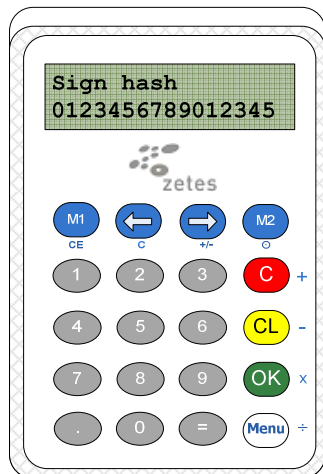 Sign hash
0123456789012345
zetes
M1 M2
CE C +/- ⊙
1 2 3 C +
4 5 6 CL -
7 8 9 OK x
. 0 = Menu ÷